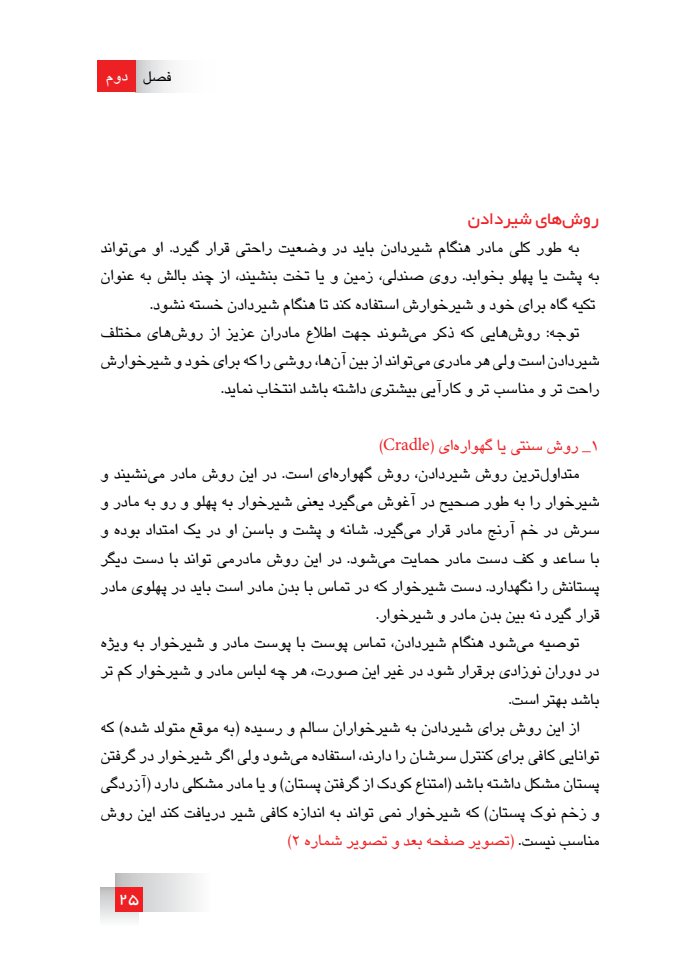 فصل دوم
روش‌های شیردادن
به طور کلی مادر هنگام شیردادن باید در وضعیت راحتی قرار گیرد. او می‌تواند
به پشت یا پهلو بخوابد. روی صندلی، زمین و یا تخت بنشیند، از چند بالش به عنوان
تکیه گاه برای خود و شیرخوارش استفاده کند تا هنگام شیردادن خسته نشود.
توجه: روش‌هایی که ذکر می‌شوند جهت اطلاع مادران عزیز از روش‌های مختلف
شیردادن است ولی هر مادری می‌تواند از بین آن‌ها، روشی را که برای خود و شیرخوارش
راحت تر و مناسب تر و کارآیی بیشتری داشته باشد انتخاب نماید.
۱_ روش سنتی یا گهواره‌ای (Cradle)
متداول‌ترین روش شیردادن، روش گهواره‌ای است. در این روش مادر می‌نشیند و
شیرخوار را به طور صحیح در آغوش می‌گیرد یعنی شیرخوار به پهلو و رو به مادر و
سرش در خم آرنج مادر قرار می‌گیرد. شانه و پشت و باسن او در یک امتداد بوده و
با ساعد و کف دست مادر حمایت می‌شود. در این روش مادرمی تواند با دست دیگر
پستانش را نگهدارد. دست شیرخوار که در تماس با بدن مادر است باید در پهلوی مادر
قرار گیرد نه بین بدن مادر و شیرخوار.
توصیه می‌شود هنگام شیردادن، تماس پوست با پوست مادر و شیرخوار به ویژه
در دوران نوزادی برقرار شود در غیر این صورت، هر چه لباس مادر و شیرخوار کم تر
باشد بهتر است.
از این روش برای شیردادن به شیرخواران سالم و رسیده (به موقع متولد شده) که
توانایی کافی برای کنترل سرشان را دارند، استفاده می‌شود ولی اگر شیرخوار در گرفتن
پستان مشکل داشته باشد (امتناع کودک از گرفتن پستان) و یا مادر مشکلی دارد (آزردگی
و زخم نوک پستان) که شیرخوار نمی تواند به اندازه کافی شیر دریافت کند این روش
مناسب نیست. (تصویر صفحه بعد و تصویر شماره ۲)
۲۵